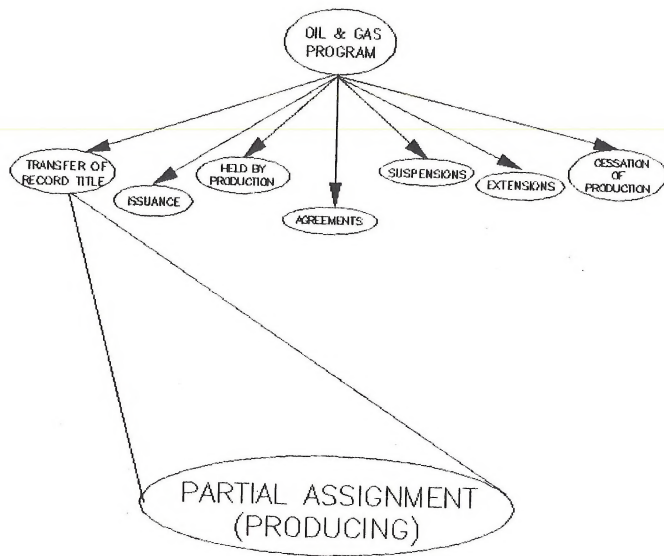 OIL & GAS
PROGRAM
TRANSFER OF
RECORD TITLE
ISSUANCE
HELD BY
PRODUCTION
AGREEMENTS
SUSPENSIONS
EXTENSIONS
CESSATION
OF
PRODUCTION
PARTIAL ASSIGNMENT
(PRODUCING)